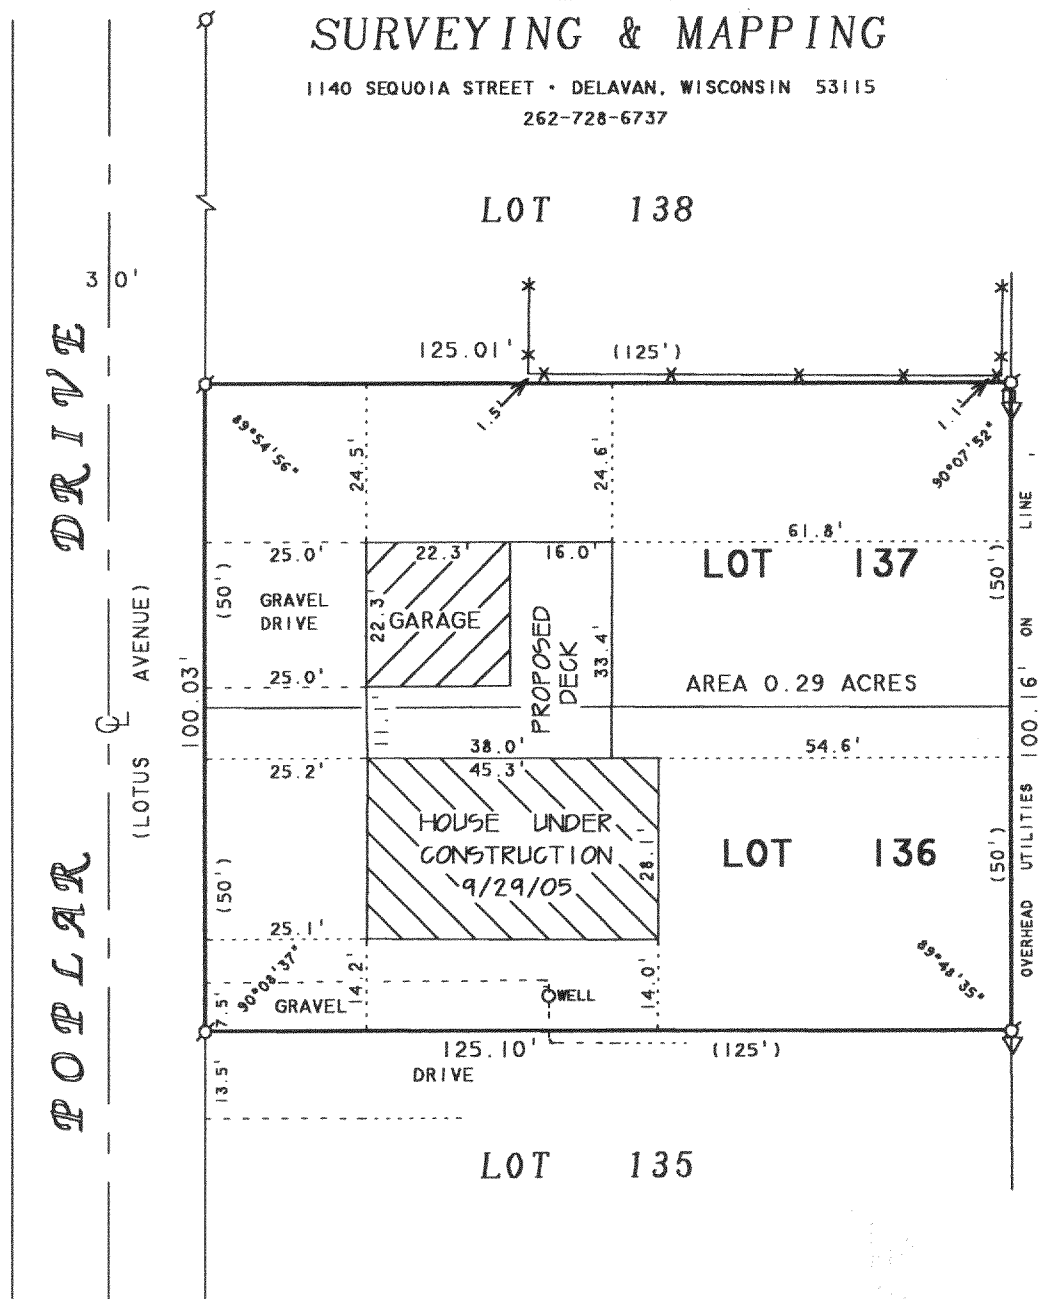 SURVEYING & MAPPING
1140 SEQUOIA STREET • DELAVAN, WISCONSIN 53115
262-728-6737
LOT 138
30'
125.01'
(125')
1.5'
1.1'
89°54'56"
90°07'52"
24.5'
24.6'
61.8'
25.0'
22.3'
16.0'
LOT 137
(50')
(50')
GRAVEL
DRIVE
22.3'
GARAGE
PROPOSED
DECK
33.4'
25.0'
AREA 0.29 ACRES
11.1'
100.03'
100.16'
38.0'
54.6'
25.2'
45.3'
HOUSE UNDER
CONSTRUCTION
9/29/05
28.1'
LOT 136
(50')
(50')
25.1'
90°08'37"
89°48'35"
14.2'
14.0'
GRAVEL
WELL
7.5'
125.10'
(125')
DRIVE
13.5'
LOT 135
POPLAR DRIVE
(LOTUS AVENUE)
CL
OVERHEAD UTILITIES ON LINE